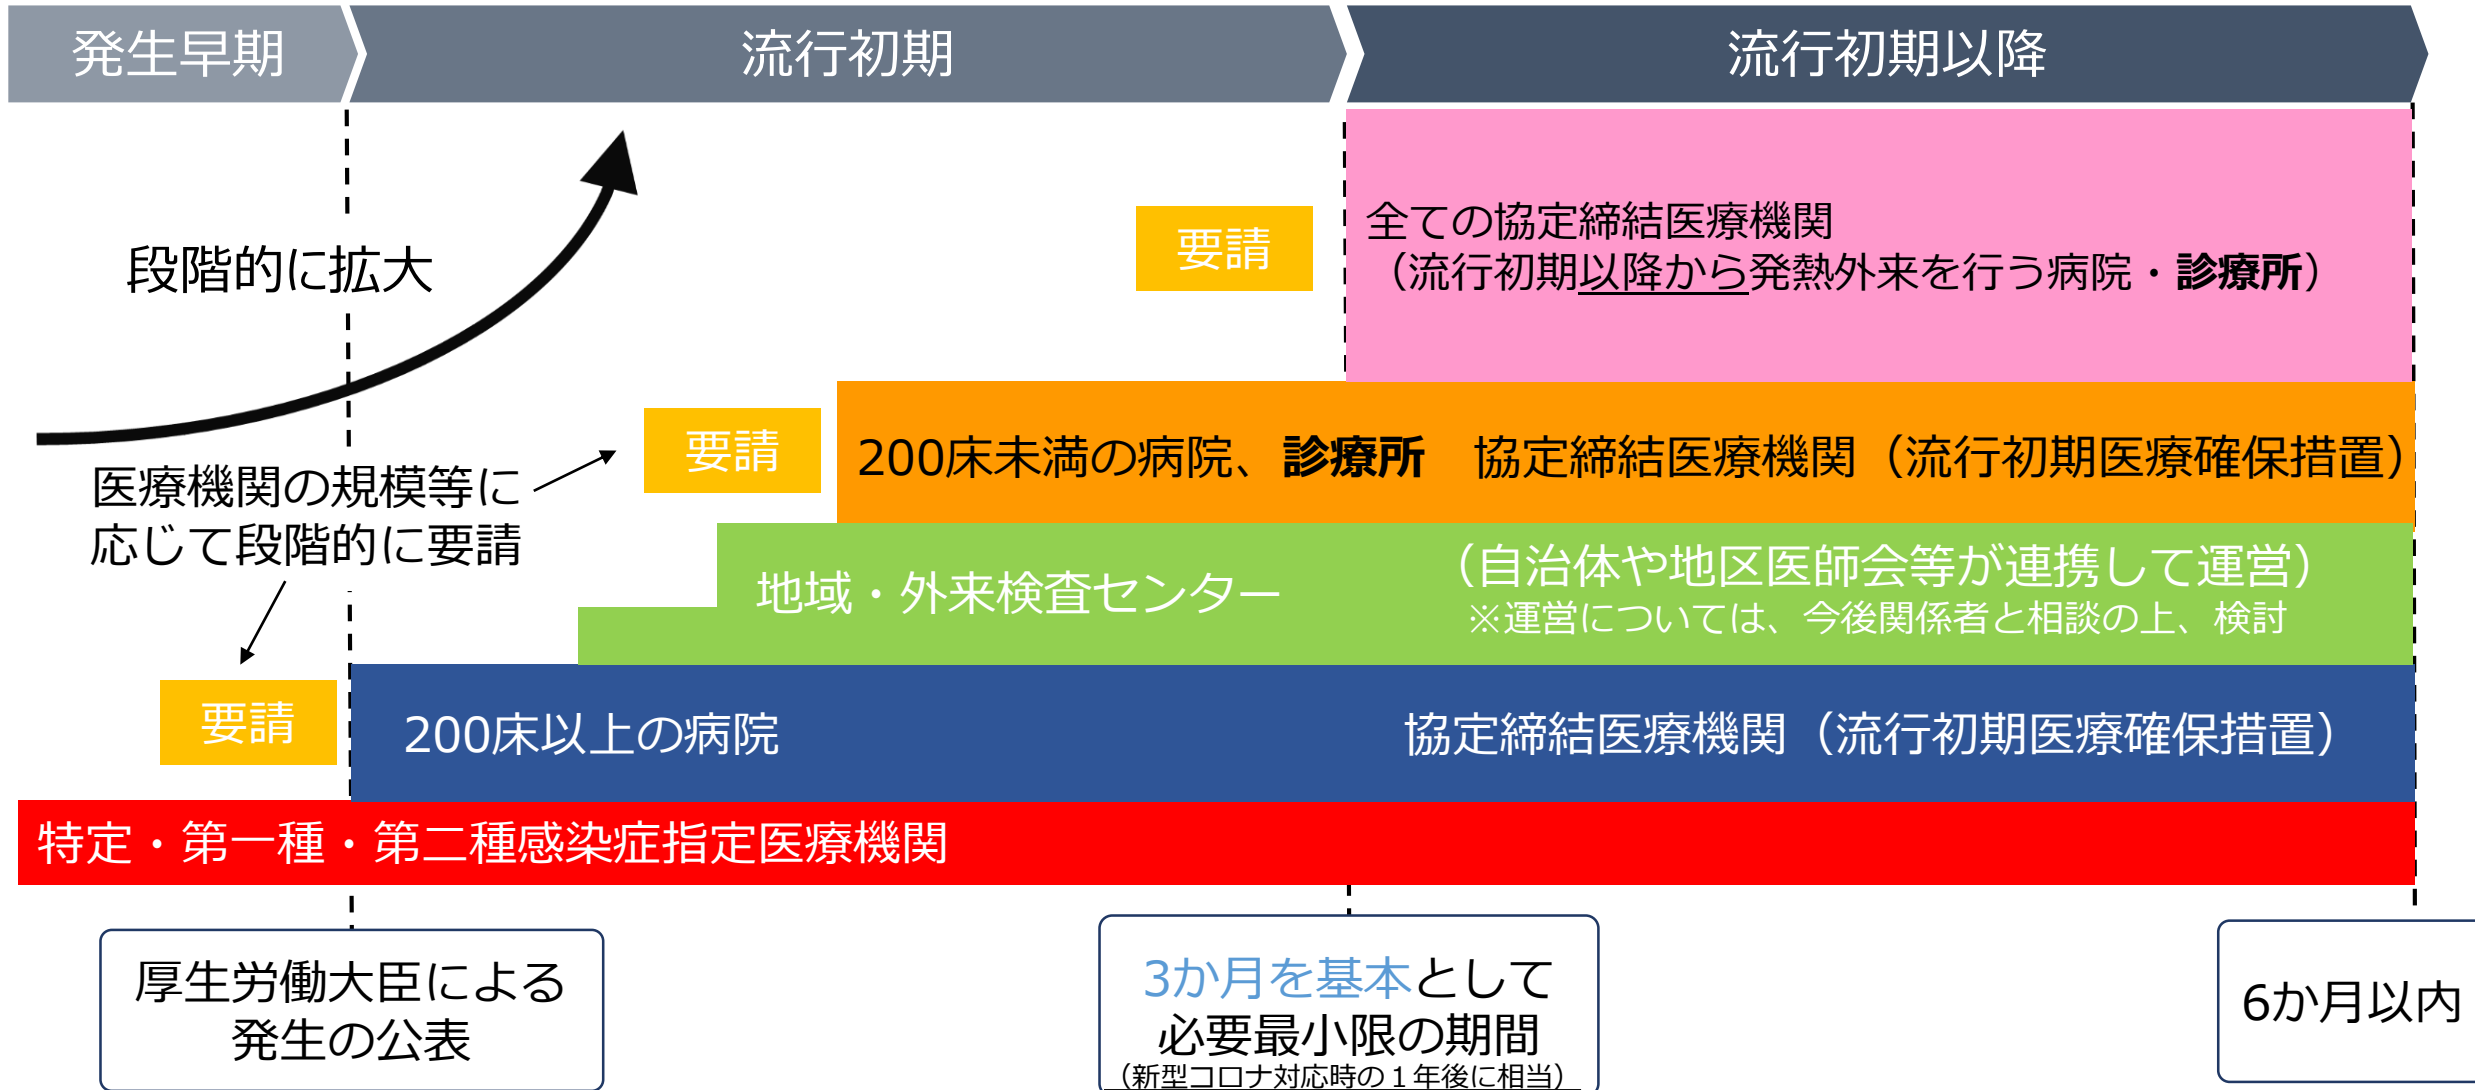 発生早期
流行初期
流行初期以降
段階的に拡大
要請
全ての協定締結医療機関
（流行初期以降から発熱外来を行う病院・診療所）
医療機関の規模等に
応じて段階的に要請
要請
200床未満の病院、診療所　協定締結医療機関（流行初期医療確保措置）
地域・外来検査センター
（自治体や地区医師会等が連携して運営）
※運営については、今後関係者と相談の上、検討
要請
200床以上の病院
協定締結医療機関（流行初期医療確保措置）
特定・第一種・第二種感染症指定医療機関
厚生労働大臣による
発生の公表
3か月を基本として
必要最小限の期間
（新型コロナ対応時の１年後に相当）
6か月以内